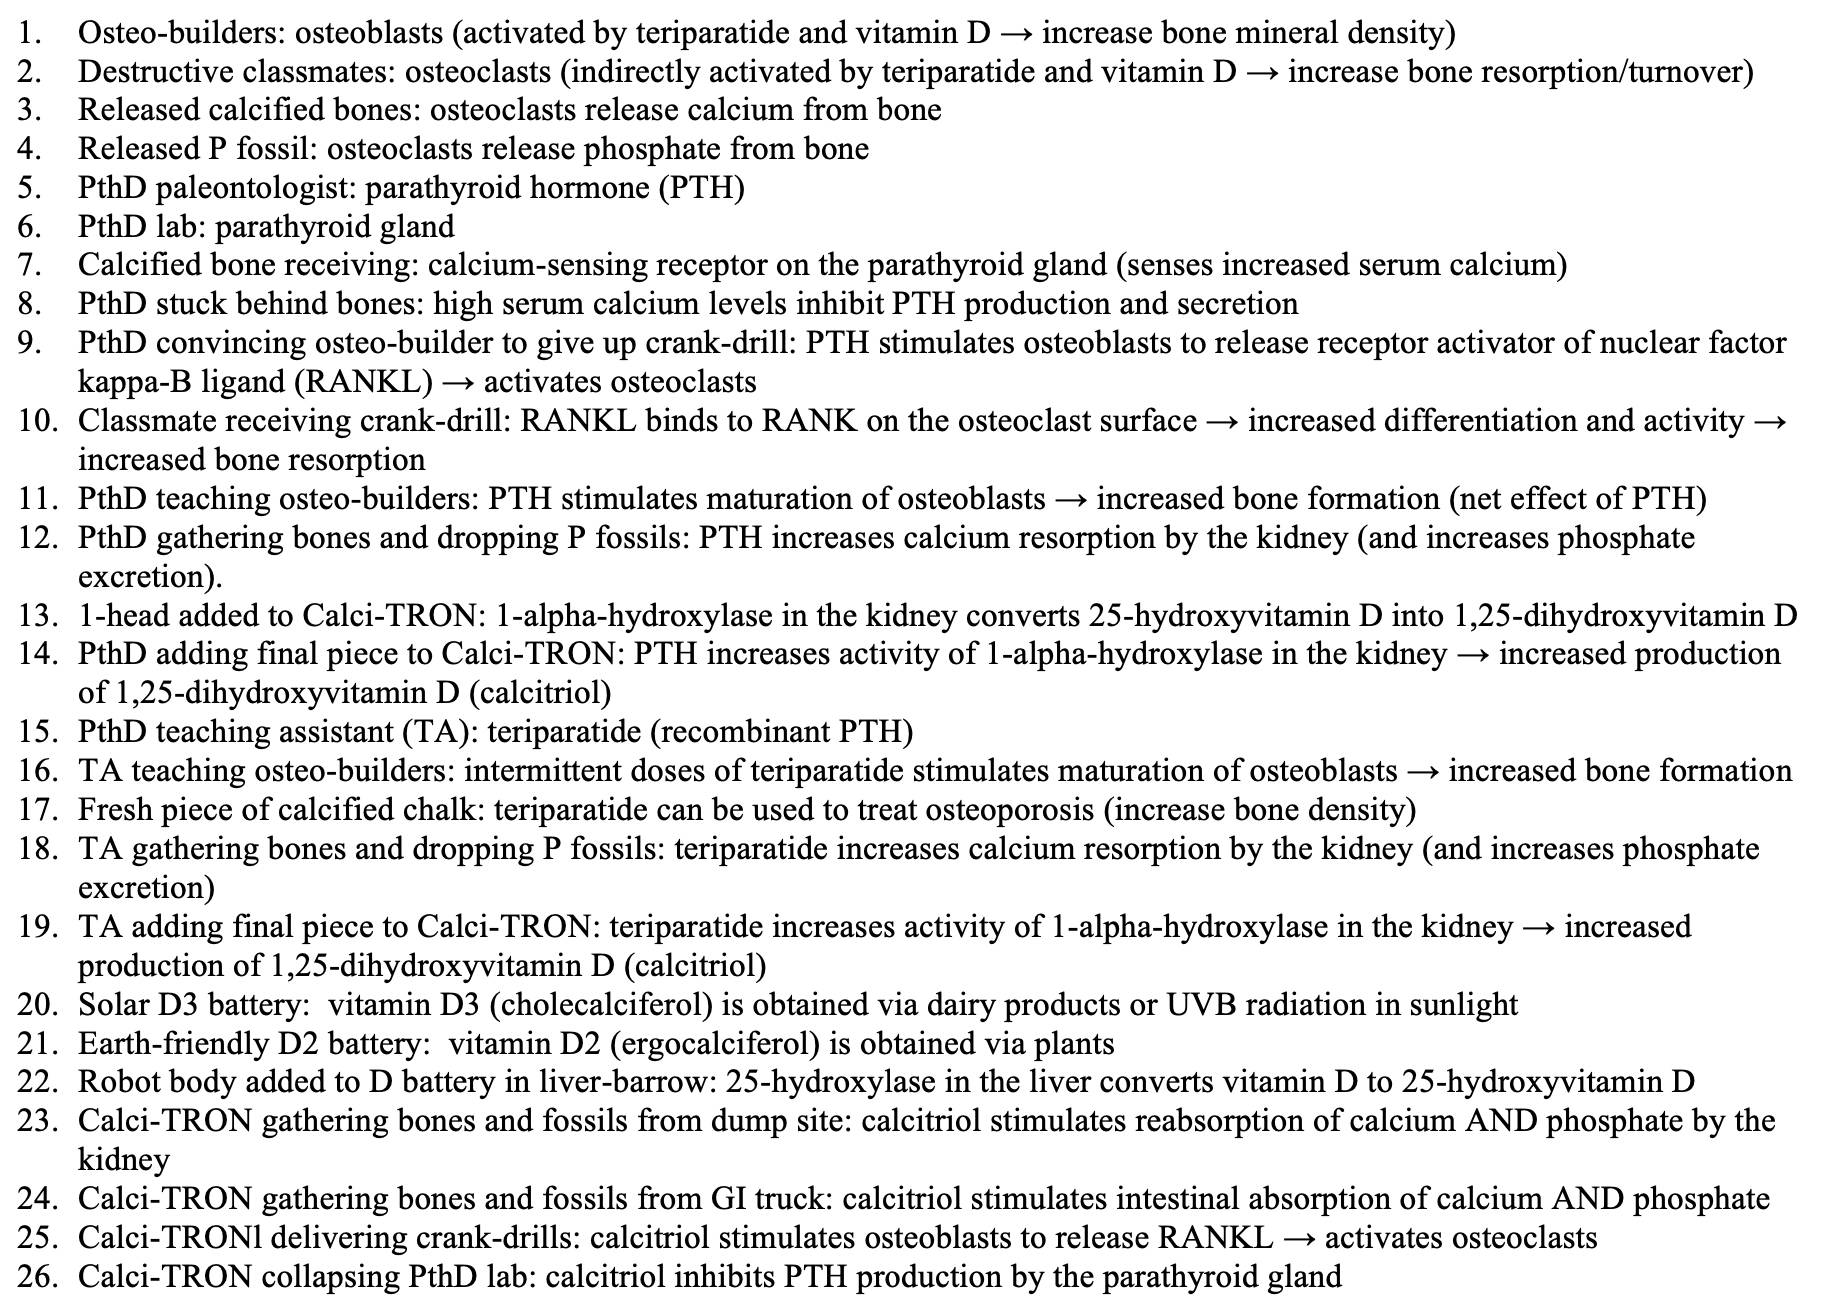 1. Osteo-builders: osteoblasts (activated by teriparatide and vitamin D → increase bone mineral density)
2. Destructive classmates: osteoclasts (indirectly activated by teriparatide and vitamin D → increase bone resorption/turnover)
3. Released calcified bones: osteoclasts release calcium from bone
4. Released P fossil: osteoclasts release phosphate from bone
5. PthD paleontologist: parathyroid hormone (PTH)
6. PthD lab: parathyroid gland
7. Calcified bone receiving: calcium-sensing receptor on the parathyroid gland (senses increased serum calcium)
8. PthD stuck behind bones: high serum calcium levels inhibit PTH production and secretion
9. PthD convincing osteo-builder to give up crank-drill: PTH stimulates osteoblasts to release receptor activator of nuclear factor
kappa-B ligand (RANKL) → activates osteoclasts
10. Classmate receiving crank-drill: RANKL binds to RANK on the osteoclast surface → increased differentiation and activity →
increased bone resorption
11. PthD teaching osteo-builders: PTH stimulates maturation of osteoblasts → increased bone formation (net effect of PTH)
12. PthD gathering bones and dropping P fossils: PTH increases calcium resorption by the kidney (and increases phosphate
excretion).
13. 1-head added to Calci-TRON: 1-alpha-hydroxylase in the kidney converts 25-hydroxyvitamin D into 1,25-dihydroxyvitamin D
14. PthD adding final piece to Calci-TRON: PTH increases activity of 1-alpha-hydroxylase in the kidney → increased production
of 1,25-dihydroxyvitamin D (calcitriol)
15. PthD teaching assistant (TA): teriparatide (recombinant PTH)
16. TA teaching osteo-builders: intermittent doses of teriparatide stimulates maturation of osteoblasts → increased bone formation
17. Fresh piece of calcified chalk: teriparatide can be used to treat osteoporosis (increase bone density)
18. TA gathering bones and dropping P fossils: teriparatide increases calcium resorption by the kidney (and increases phosphate
excretion)
19. TA adding final piece to Calci-TRON: teriparatide increases activity of 1-alpha-hydroxylase in the kidney → increased
production of 1,25-dihydroxyvitamin D (calcitriol)
20. Solar D3 battery: vitamin D3 (cholecalciferol) is obtained via dairy products or UVB radiation in sunlight
21. Earth-friendly D2 battery: vitamin D2 (ergocalciferol) is obtained via plants
22. Robot body added to D battery in liver-barrow: 25-hydroxylase in the liver converts vitamin D to 25-hydroxyvitamin D
23. Calci-TRON gathering bones and fossils from dump site: calcitriol stimulates reabsorption of calcium AND phosphate by the
kidney
24. Calci-TRON gathering bones and fossils from GI truck: calcitriol stimulates intestinal absorption of calcium AND phosphate
25. Calci-TRONl delivering crank-drills: calcitriol stimulates osteoblasts to release RANKL → activates osteoclasts
26. Calci-TRON collapsing PthD lab: calcitriol inhibits PTH production by the parathyroid gland